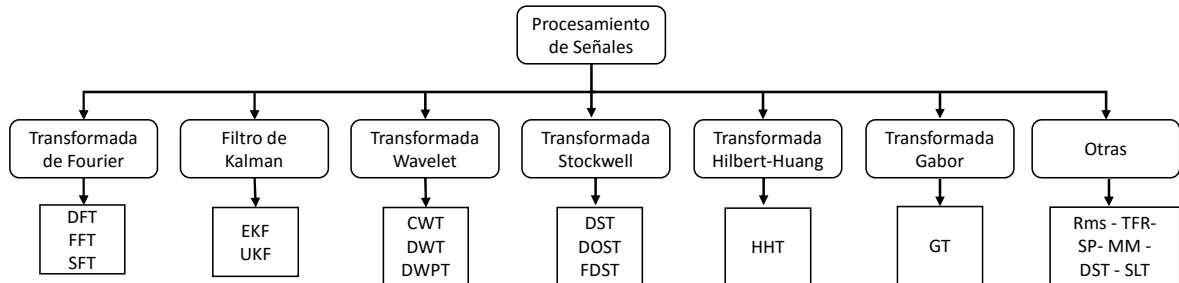 Procesamiento
de Señales
Transformada
de Fourier
Filtro de
Kalman
Transformada
Wavelet
Transformada
Stockwell
Transformada
Hilbert-Huang
Transformada
Gabor
Otras
DFT
FFT
SFT
EKF
UKF
CWT
DWT
DWPT
DST
DOST
FDST
HHT
GT
Rms - TFR-
SP- MM -
DST - SLT